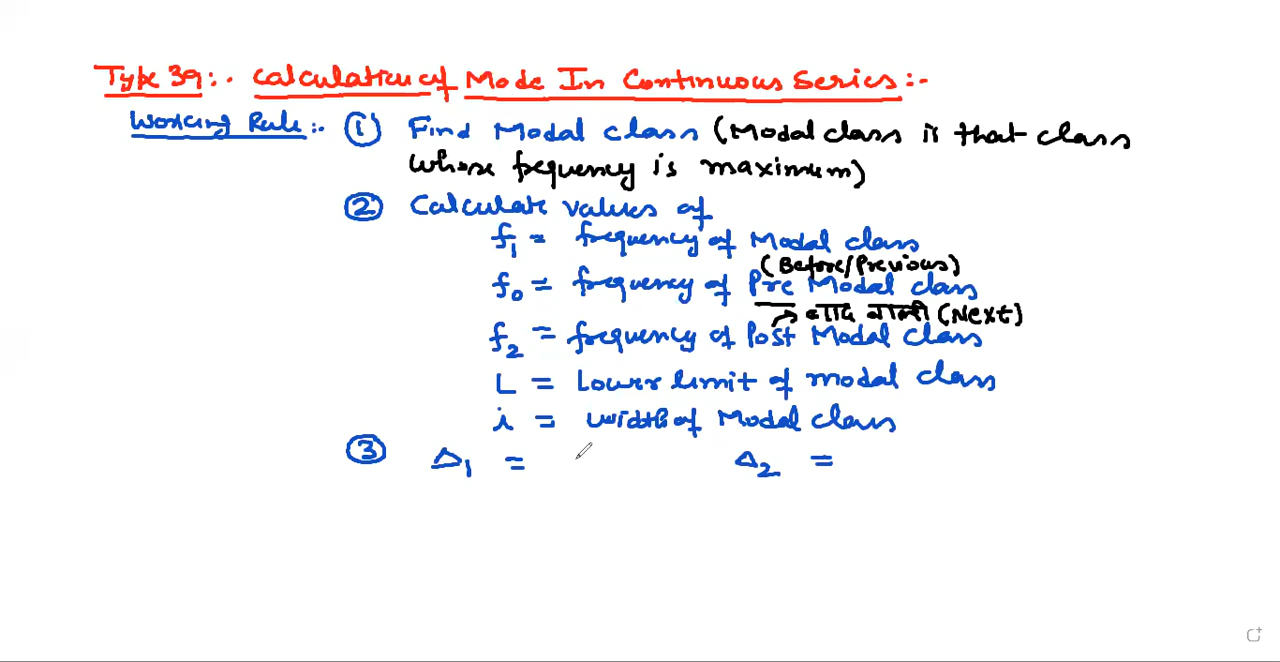 Type 39:- Calculation of Mode In Continuous Series:-
Working Rule:- ① Find Modal class (Modal class is that class
whose frequency is maximum)
② Calculate values of
f₁ = frequency of Modal class
(Before/Previous)
f₀ = frequency of Pre Modal class
→ बाद वाली (Next)
f₂ = frequency of Post Modal class
L = Lower limit of modal class
i = width of Modal class
③ Δ₁ = Δ₂ =